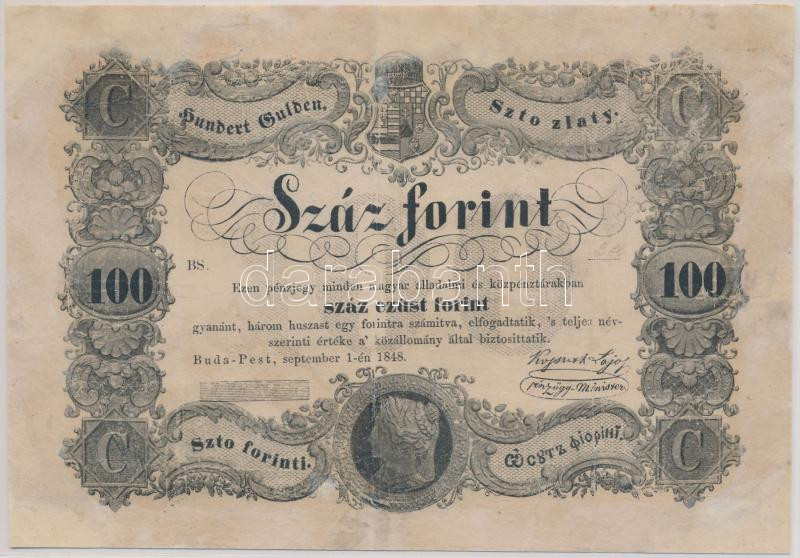 C C
Hundert Gulden. Szto zlaty.
Száz forint
100 100
BS.
Ezen pénzjegy minden magyar álladalmi és közpénztárakban
száz ezüst forint
gyanánt, három huszast egy forintra számitva, elfogadtatik, 's teljes név-
szerinti értéke a' közállomány által biztosittatik.
Buda-Pest, september 1-én 1848. Kossuth Lajos
pénzügy-Minister
Szto forinti.
C C
darabanth